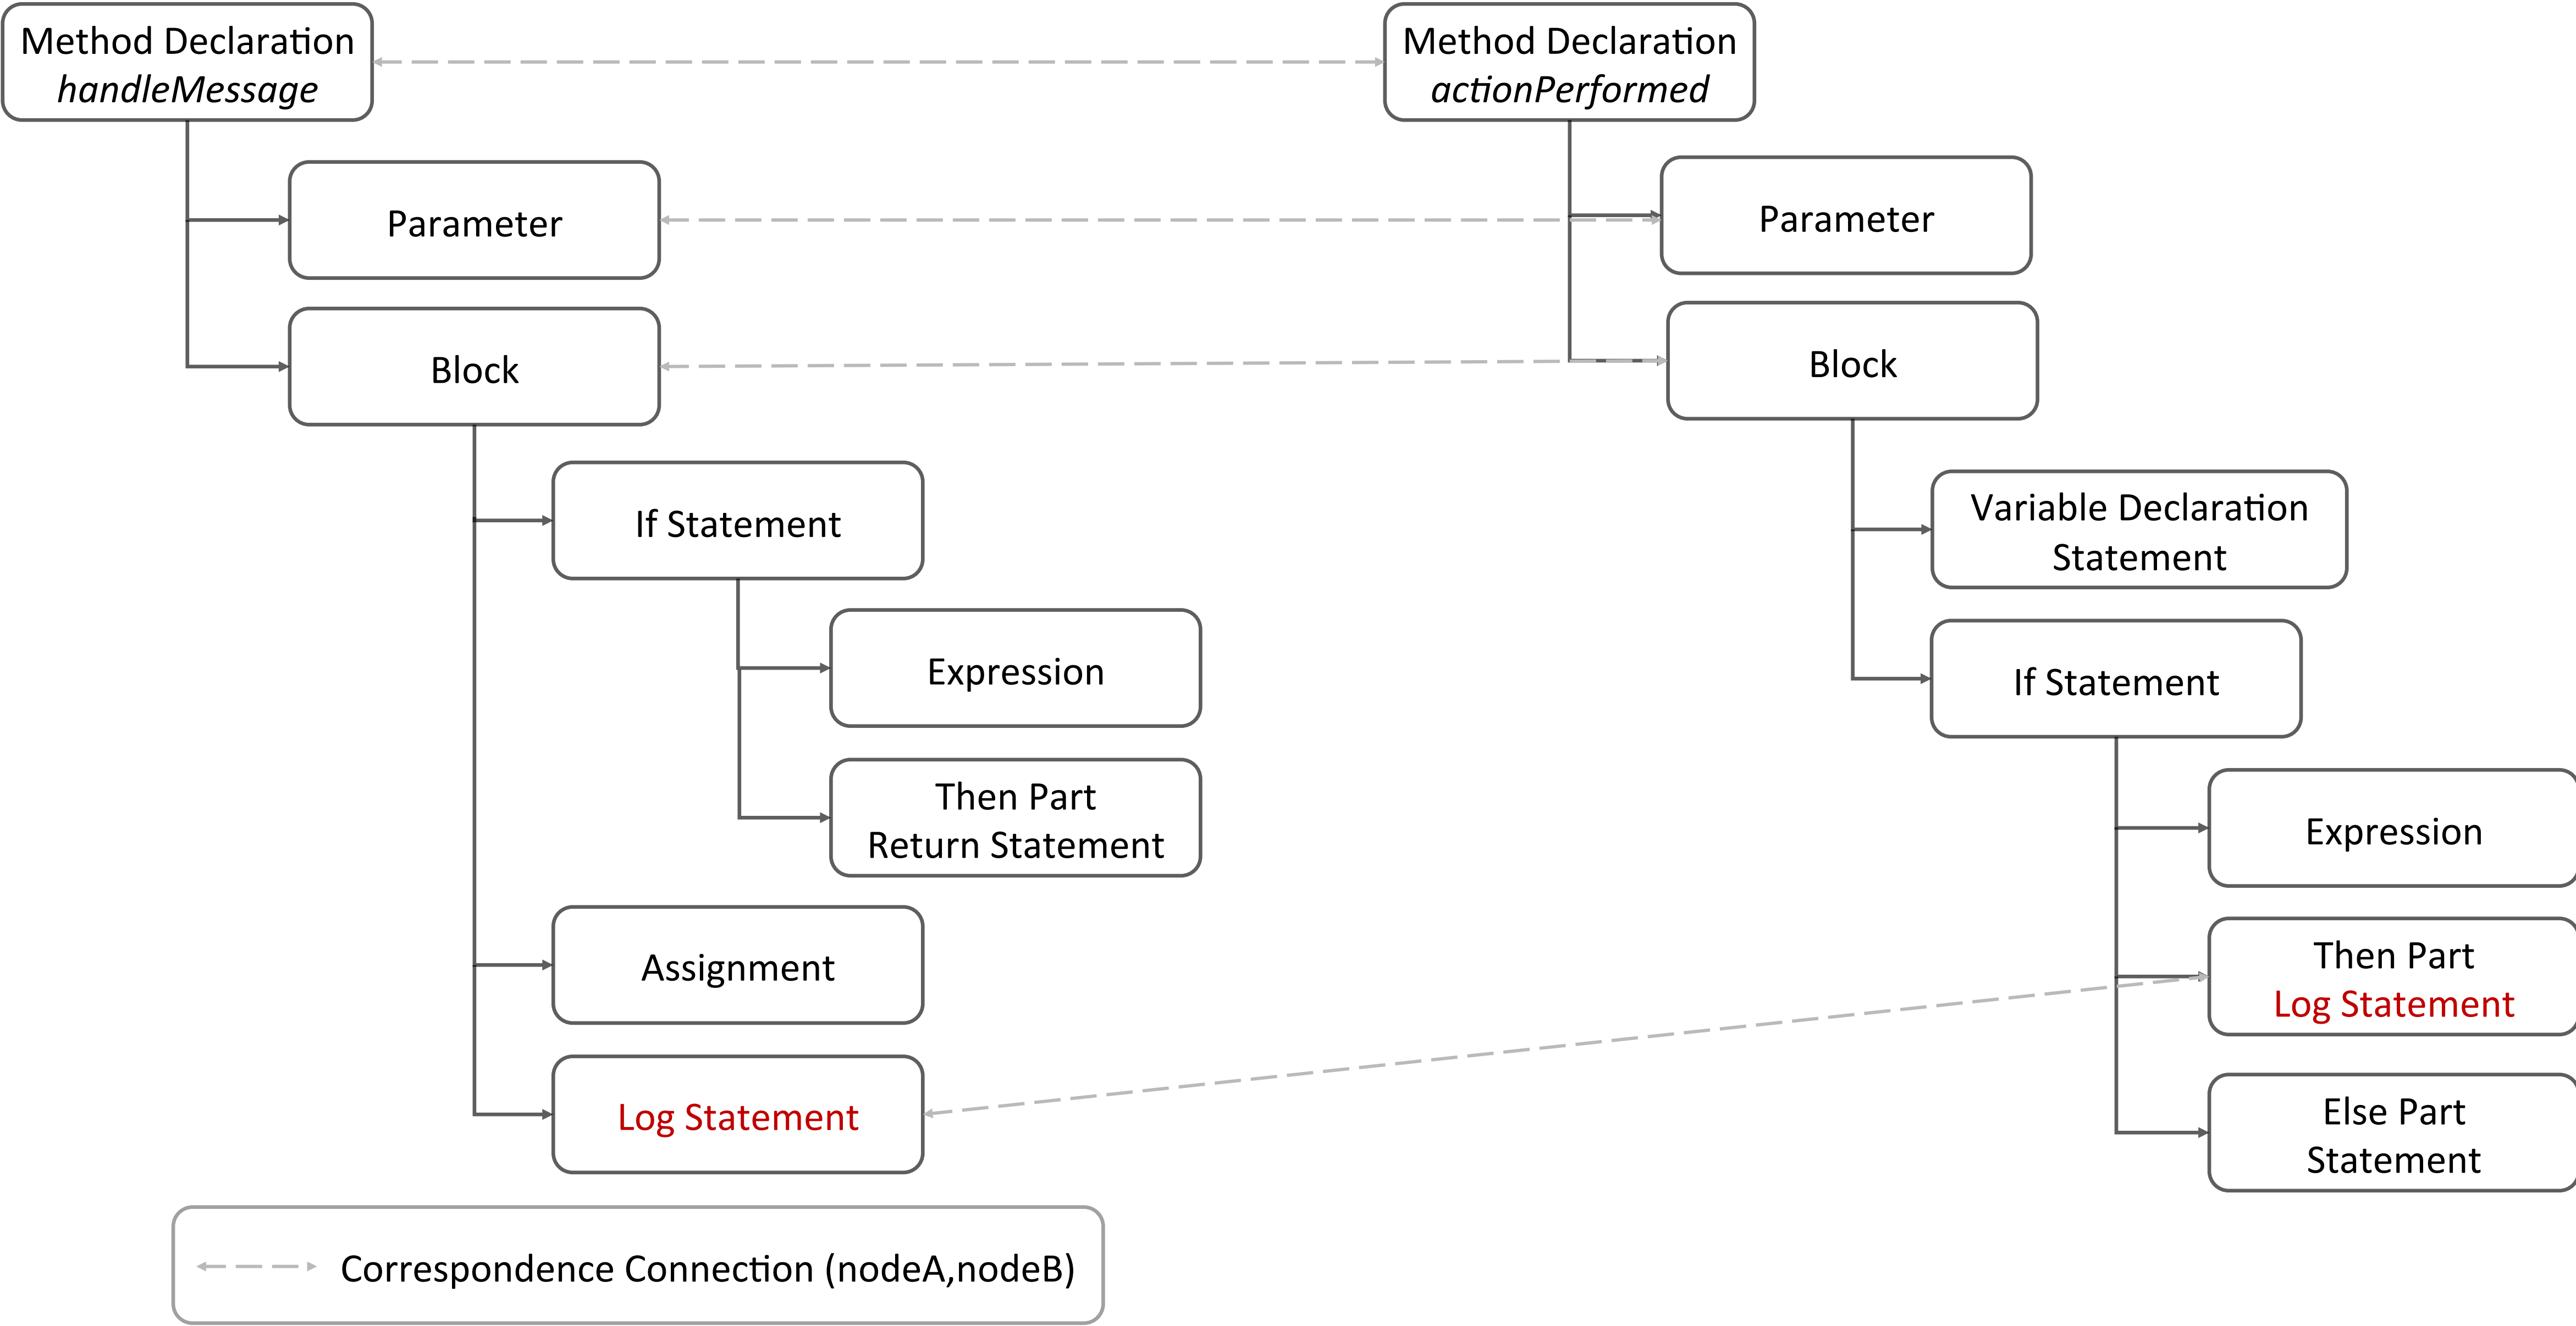 Method Declaration
handleMessage
Method Declaration
actionPerformed
Parameter
Parameter
Block
Block
If Statement
Variable Declaration
Statement
Expression
If Statement
Then Part
Return Statement
Expression
Assignment
Then Part
Log Statement
Log Statement
Else Part
Statement
Correspondence Connection (nodeA,nodeB)